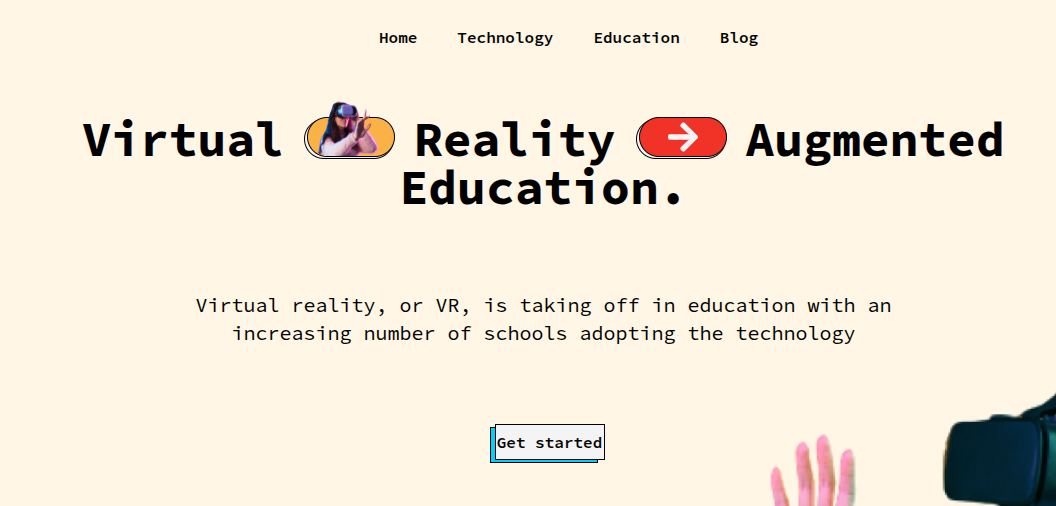 Home Technology Education Blog
Virtual Reality Augmented
Education.
Virtual reality, or VR, is taking off in education with an
increasing number of schools adopting the technology
Get started